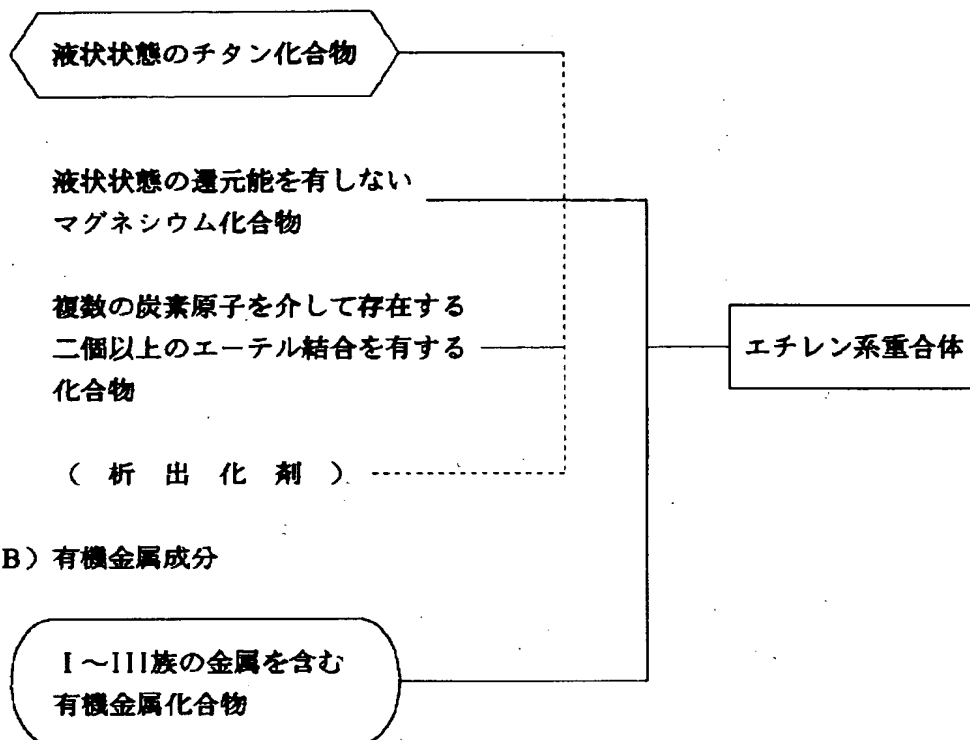 液状状態のチタン化合物
液状状態の還元能を有しない
マグネシウム化合物
複数の炭素原子を介して存在する
二個以上のエーテル結合を有する
化合物
エチレン系重合体
（ 析 出 化 剤 ）
B）有機金属成分
I～III族の金属を含む
有機金属化合物